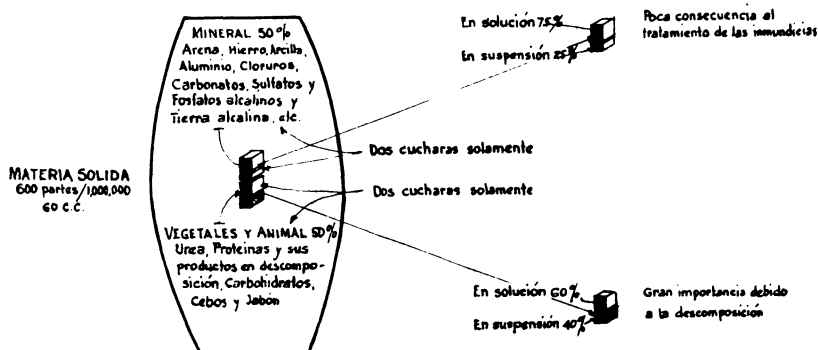 MINERAL 50%
Arena, Hierro, Arcilla,
Aluminio, Cloruros,
Carbonatos, Sulfatos y
Fosfatos alcalinos y
Tierra alcalina, etc.
MATERIA SOLIDA
600 partes/1,000,000
60 C.C.
VEGETALES Y ANIMAL 50%
Urea, Proteinas y sus
productos en descompo-
sición, Carbohidratos,
Cebos y Jabón
Dos cucharas solamente
Dos cucharas solamente
En solución 75%
En suspensión 25%
Poca consecuencia al
tratamiento de las inmundicias
En solución 60%
En suspensión 40%
Gran importancia debido
a la descomposición